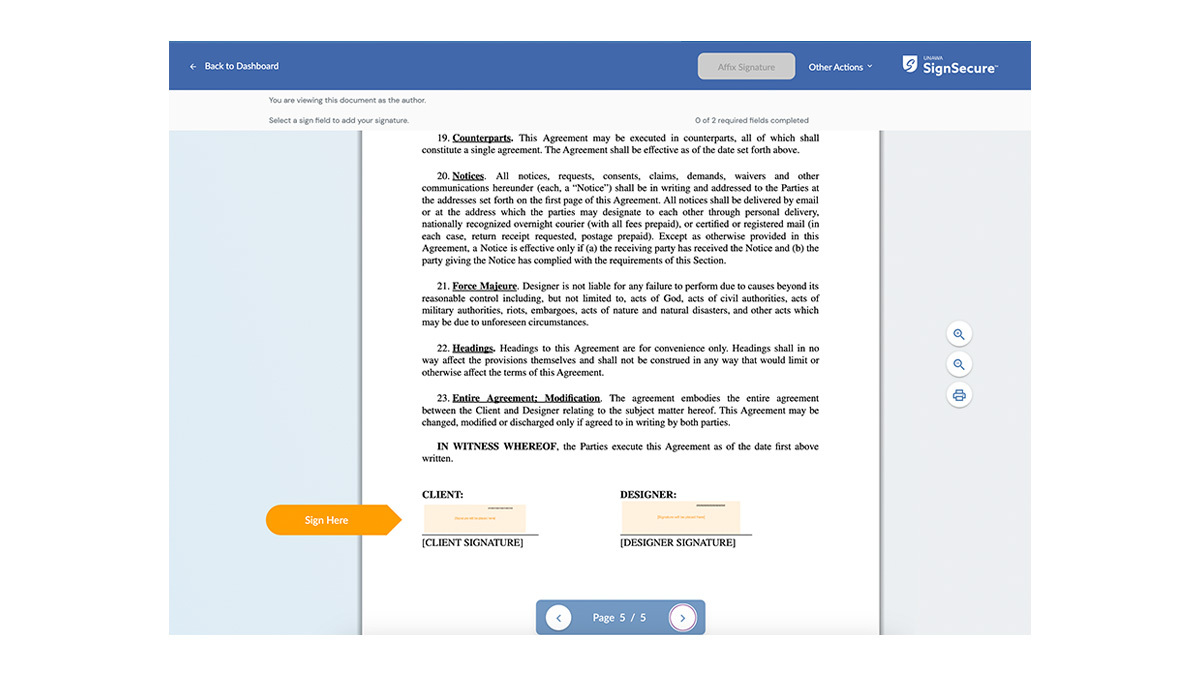 ← Back to Dashboard
Affix Signature
Other Actions
UNAWA
SignSecure™
You are viewing this document as the author.
Select a sign field to add your signature.
0 of 2 required fields completed
19. Counterparts. This Agreement may be executed in counterparts, all of which shall
constitute a single agreement. The Agreement shall be effective as of the date set forth above.
20. Notices. All notices, requests, consents, claims, demands, waivers and other
communications hereunder (each, a “Notice”) shall be in writing and addressed to the Parties at
the addresses set forth on the first page of this Agreement. All notices shall be delivered by email
or at the address which the parties may designate to each other through personal delivery,
nationally recognized overnight courier (with all fees prepaid), or certified or registered mail (in
each case, return receipt requested, postage prepaid). Except as otherwise provided in this
Agreement, a Notice is effective only if (a) the receiving party has received the Notice and (b) the
party giving the Notice has complied with the requirements of this Section.
21. Force Majeure. Designer is not liable for any failure to perform due to causes beyond its
reasonable control including, but not limited to, acts of God, acts of civil authorities, acts of
military authorities, riots, embargoes, acts of nature and natural disasters, and other acts which
may be due to unforeseen circumstances.
22. Headings. Headings to this Agreement are for convenience only. Headings shall in no
way affect the provisions themselves and shall not be construed in any way that would limit or
otherwise affect the terms of this Agreement.
23. Entire Agreement; Modification. The agreement embodies the entire agreement
between the Client and Designer relating to the subject matter hereof. This Agreement may be
changed, modified or discharged only if agreed to in writing by both parties.
IN WITNESS WHEREOF, the Parties execute this Agreement as of the date first above
written.
CLIENT:
DESIGNER:
Sign Here
[CLIENT SIGNATURE]
[DESIGNER SIGNATURE]
Page 5 / 5